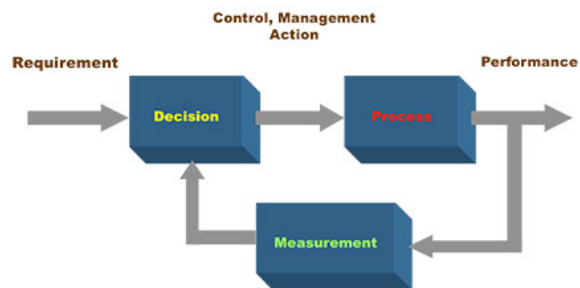 Control, Management
Action
Requirement
Performance
Decision
Process
Measurement